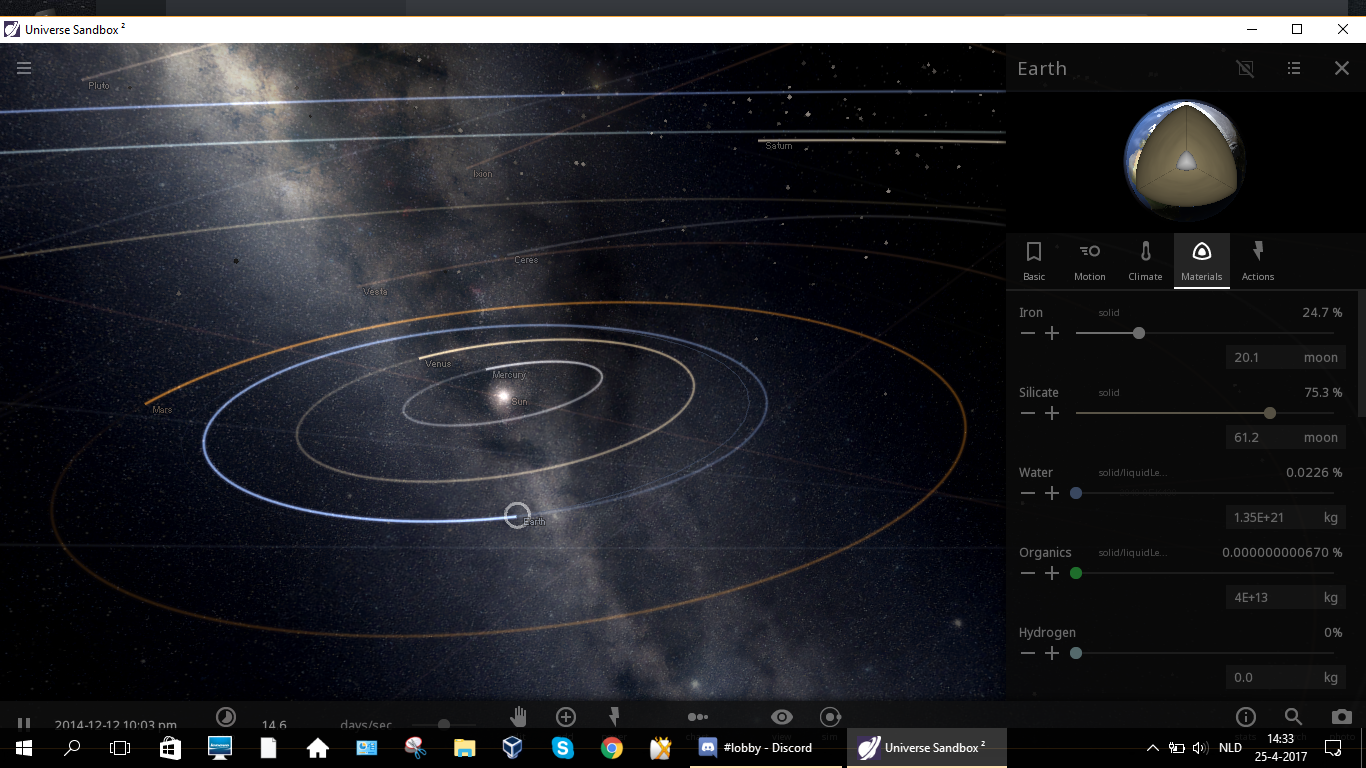 Universe Sandbox ²
Earth
Pluto
Saturn
Ixion
Ceres
Vesta
Venus
Mercury
Sun
Mars
Earth
Basic
Motion
Climate
Materials
Actions
Iron solid 24.7 %
20.1 moon
Silicate solid 75.3 %
61.2 moon
Water solid/liquidLe... 0.0226 %
1.35E+21 kg
Organics solid/liquidLe... 0.000000000670 %
4E+13 kg
Hydrogen 0%
0.0 kg
2014-12-12 10:03 pm 14.6 days/sec
#lobby - Discord
Universe Sandbox ²
NLD
14:33
25-4-2017